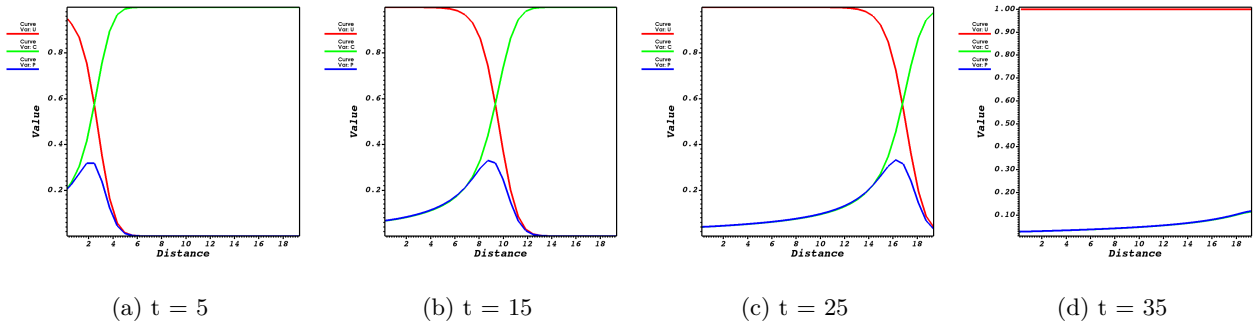 Curve
Var: U
Curve
Var: C
Curve
Var: P
0.8
0.6
0.4
0.2
Value
2 4 6 8 10 12 14 16 18
Distance
(a) t = 5
Curve
Var: U
Curve
Var: C
Curve
Var: P
0.8
0.6
0.4
0.2
Value
2 4 6 8 10 12 14 16 18
Distance
(b) t = 15
Curve
Var: U
Curve
Var: C
Curve
Var: P
0.8
0.6
0.4
0.2
Value
2 4 6 8 10 12 14 16 18
Distance
(c) t = 25
Curve
Var: U
Curve
Var: C
Curve
Var: P
1.00
0.90
0.80
0.70
0.60
0.50
0.40
0.30
0.20
0.10
Value
2 4 6 8 10 12 14 16 18
Distance
(d) t = 35